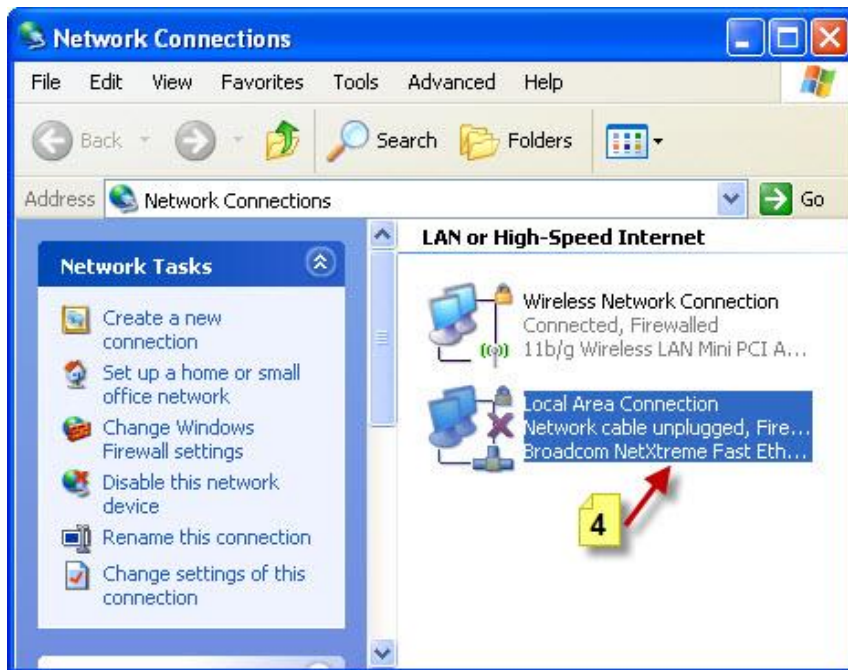 Network Connections
File Edit View Favorites Tools Advanced Help
Back Search Folders
Address Network Connections Go
Network Tasks
Create a new
connection
Set up a home or small
office network
Change Windows
Firewall settings
Disable this network
device
Rename this connection
Change settings of this
connection
LAN or High-Speed Internet
Wireless Network Connection
Connected, Firewalled
11b/g Wireless LAN Mini PCI A...
Local Area Connection
Network cable unplugged, Fire...
Broadcom NetXtreme Fast Eth...
4